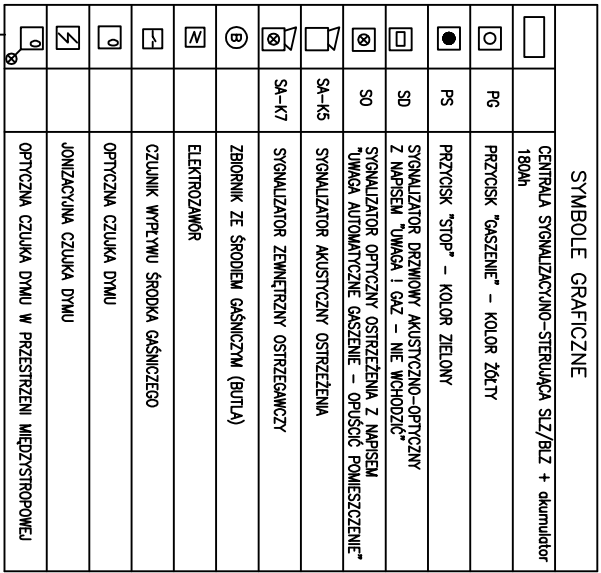 SYMBOLE GRAFICZNE
CENTRALA SYGNALIZACYJNO-STERUJĄCA SLZ/BLZ + akumulator
180Ah
PG PRZYCISK "GASZENIE" - KOLOR ŻÓŁTY
PS PRZYCISK "STOP" - KOLOR ZIELONY
SD SYGNALIZATOR DRZWIOWY AKUSTYCZNO-OPTYCZNY
Z NAPISEM "UWAGA ! GAZ - NIE WCHODZIĆ"
SO SYGNALIZATOR OPTYCZNY OSTRZEŻENIA Z NAPISEM
"UWAGA AUTOMATYCZNE GASZENIE - OPUŚCIĆ POMIESZCZENIE"
SA-K5 SYGNALIZATOR AKUSTYCZNY OSTRZEŻENIA
SA-K7 SYGNALIZATOR ZEWNĘTRZNY OSTRZEGAWCZY
B ZBIORNIK ZE ŚRODIEM GAŚNICZYM (BUTLA)
ELEKTROZAWÓR
CZUJNIK WYPŁYWU ŚRODKA GAŚNICZEGO
OPTYCZNA CZUJKA DYMU
JONIZACYJNA CZUJKA DYMU
OPTYCZNA CZUJKA DYMU W PRZESTRZENI MIĘDZYSTROPOWEJ